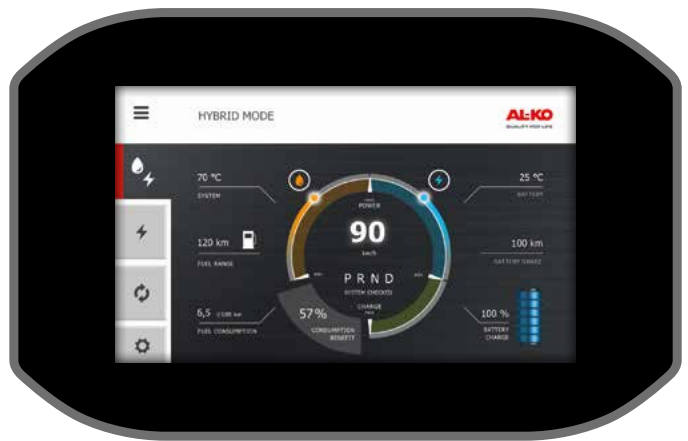 HYBRID MODE
AL-KO
QUALITY FOR LIFE
70 °C
SYSTEM
25 °C
BATTERY
POWER
90
km/h
120 km
FUEL RANGE
100 km
BATTERY RANGE
PRND
SYSTEM CHECKED
6,5 l/100 km
FUEL CONSUMPTION
57%
CONSUMPTION
BENEFIT
CHARGE
100 %
BATTERY
CHARGE